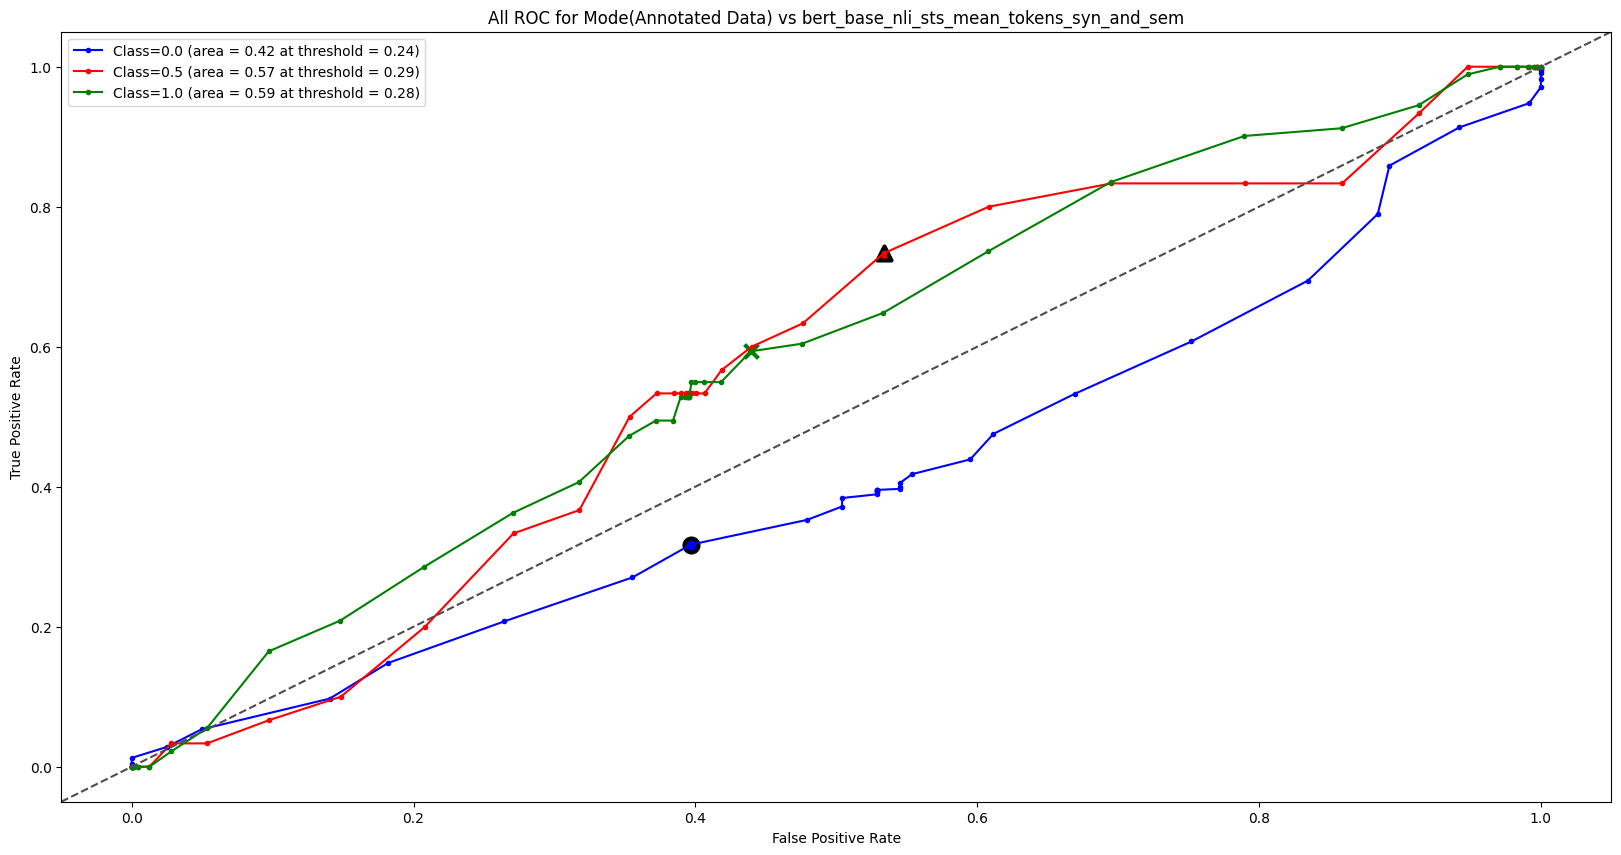 All ROC for Mode(Annotated Data) vs bert_base_nli_sts_mean_tokens_syn_and_sem
Class=0.0 (area = 0.42 at threshold = 0.24)
Class=0.5 (area = 0.57 at threshold = 0.29)
Class=1.0 (area = 0.59 at threshold = 0.28)
True Positive Rate
1.0
0.8
0.6
0.4
0.2
0.0
0.0 0.2 0.4 0.6 0.8 1.0
False Positive Rate